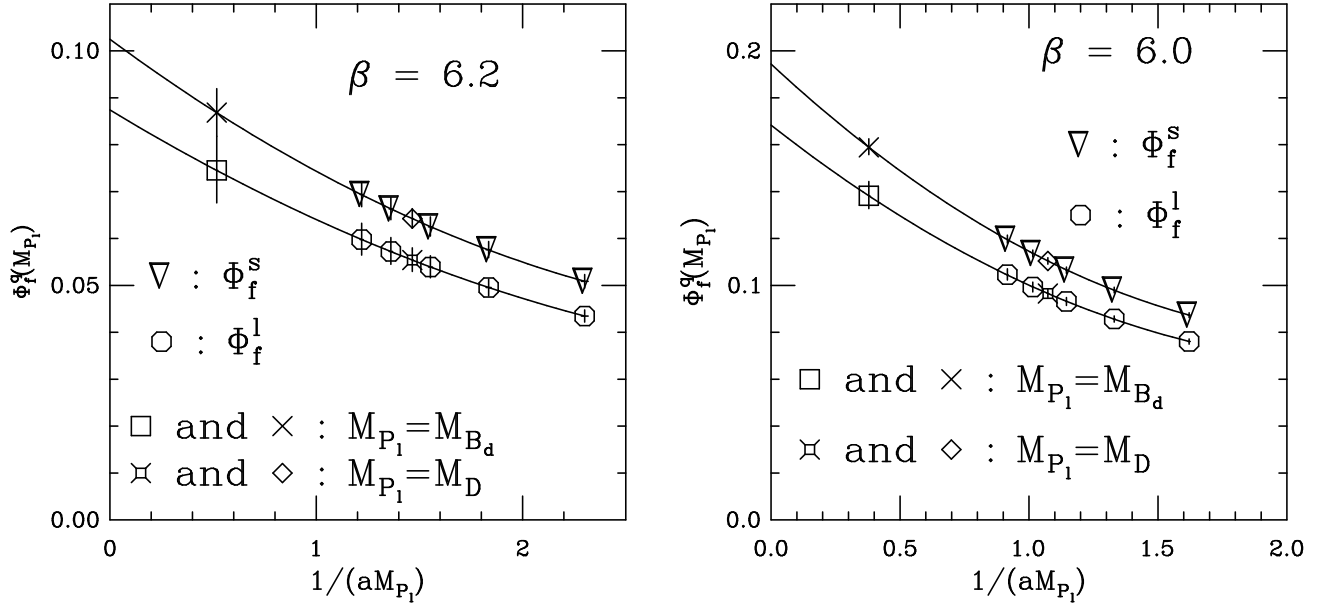 β = 6.2
0.10
0.05
0.00
Φ_f^q(M_{P_l})
▽ : Φ_f^s
○ : Φ_f^l
□ and × : M_{P_l}=M_{B_d}
¤ and ◇ : M_{P_l}=M_D
0 1 2
1/(aM_{P_l})
β = 6.0
0.2
0.1
0.0
Φ_f^q(M_{P_l})
▽ : Φ_f^s
○ : Φ_f^l
□ and × : M_{P_l}=M_{B_d}
¤ and ◇ : M_{P_l}=M_D
0.0 0.5 1.0 1.5 2.0
1/(aM_{P_l})